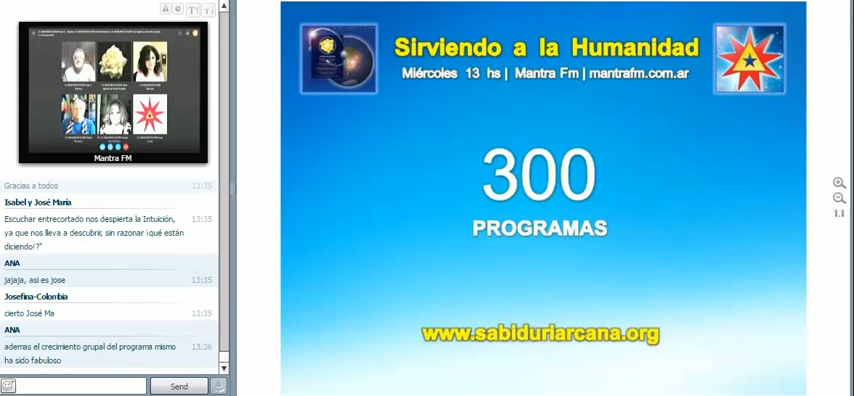 Mantra FM
Gracias a todos 13:35
Isabel y José María
Escuchar entrecortado nos despierta la Intuición, 13:35
ya que nos lleva a descubrir, sin razonar ¡qué están
diciendo!?"
ANA
jajaja, asi es jose 13:35
Josefina-Colombia
cierto José Ma 13:35
ANA
ademas el crecimiento grupal del programa mismo 13:36
ha sido fabuloso
Send
Sirviendo a la Humanidad
Miércoles 13 hs | Mantra Fm | mantrafm.com.ar
300
PROGRAMAS
www.sabiduriarcana.org
1.1